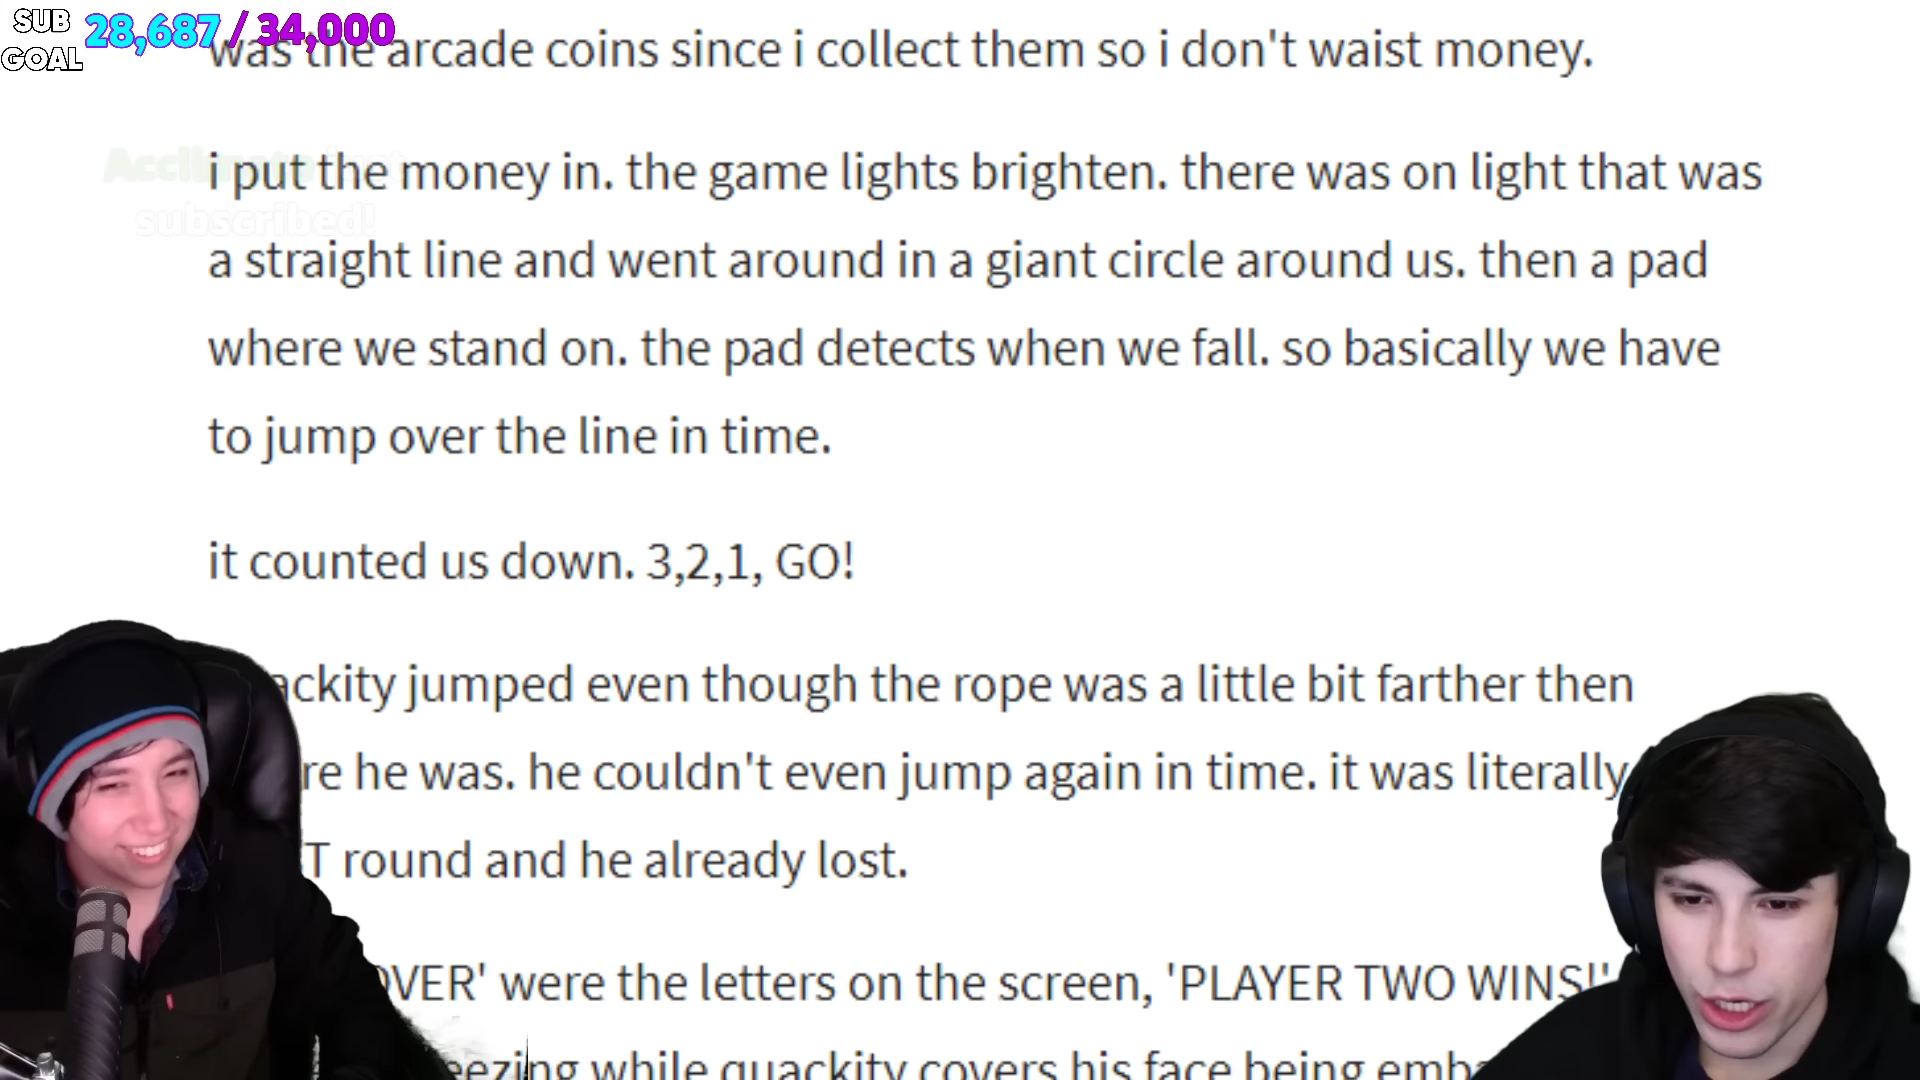 SUB
GOAL
28,687 / 34,000
was the arcade coins since i collect them so i don't waist money.
subscribed!
i put the money in. the game lights brighten. there was on light that was
a straight line and went around in a giant circle around us. then a pad
where we stand on. the pad detects when we fall. so basically we have
to jump over the line in time.
it counted us down. 3,2,1, GO!
ackity jumped even though the rope was a little bit farther then
re he was. he couldn't even jump again in time. it was literally
T round and he already lost.
OVER' were the letters on the screen, 'PLAYER TWO WINS!'
eezing while quackity covers his face being emba